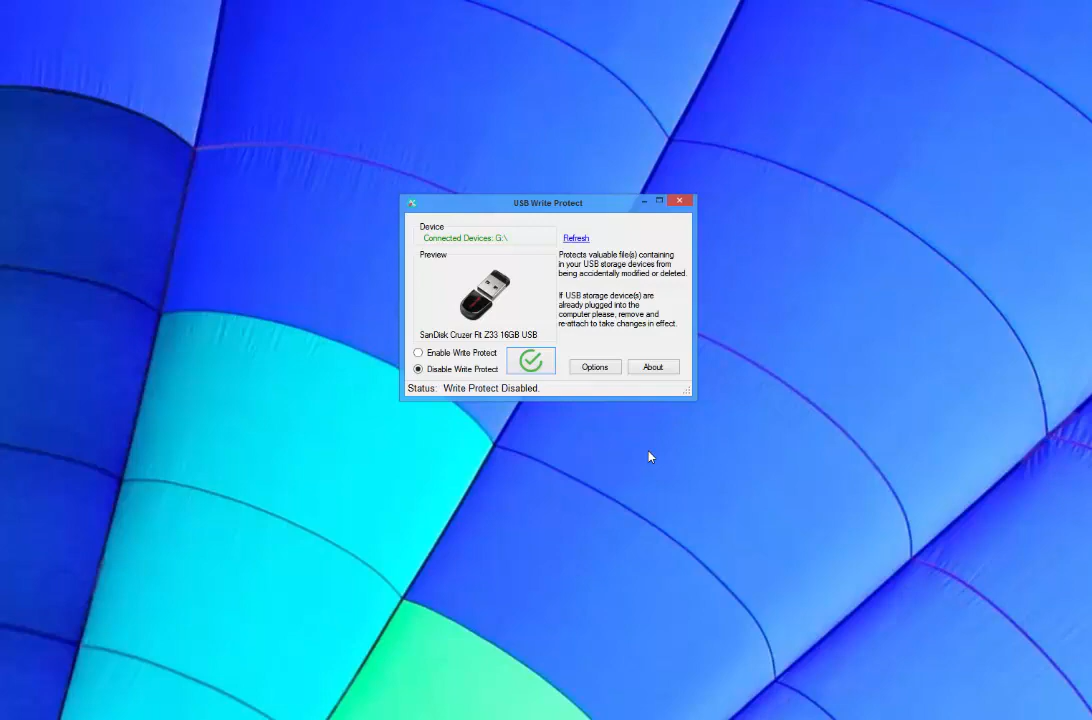 USB Write Protect
Device
Connected Devices: G:\
Refresh
Preview
Protects valuable file(s) containing
in your USB storage devices from
being accidentally modified or deleted.
If USB storage device(s) are
already plugged into the
computer please, remove and
re-attach to take changes in effect.
SanDisk Cruzer Fit Z33 16GB USB
Enable Write Protect
Disable Write Protect
Options
About
Status: Write Protect Disabled.